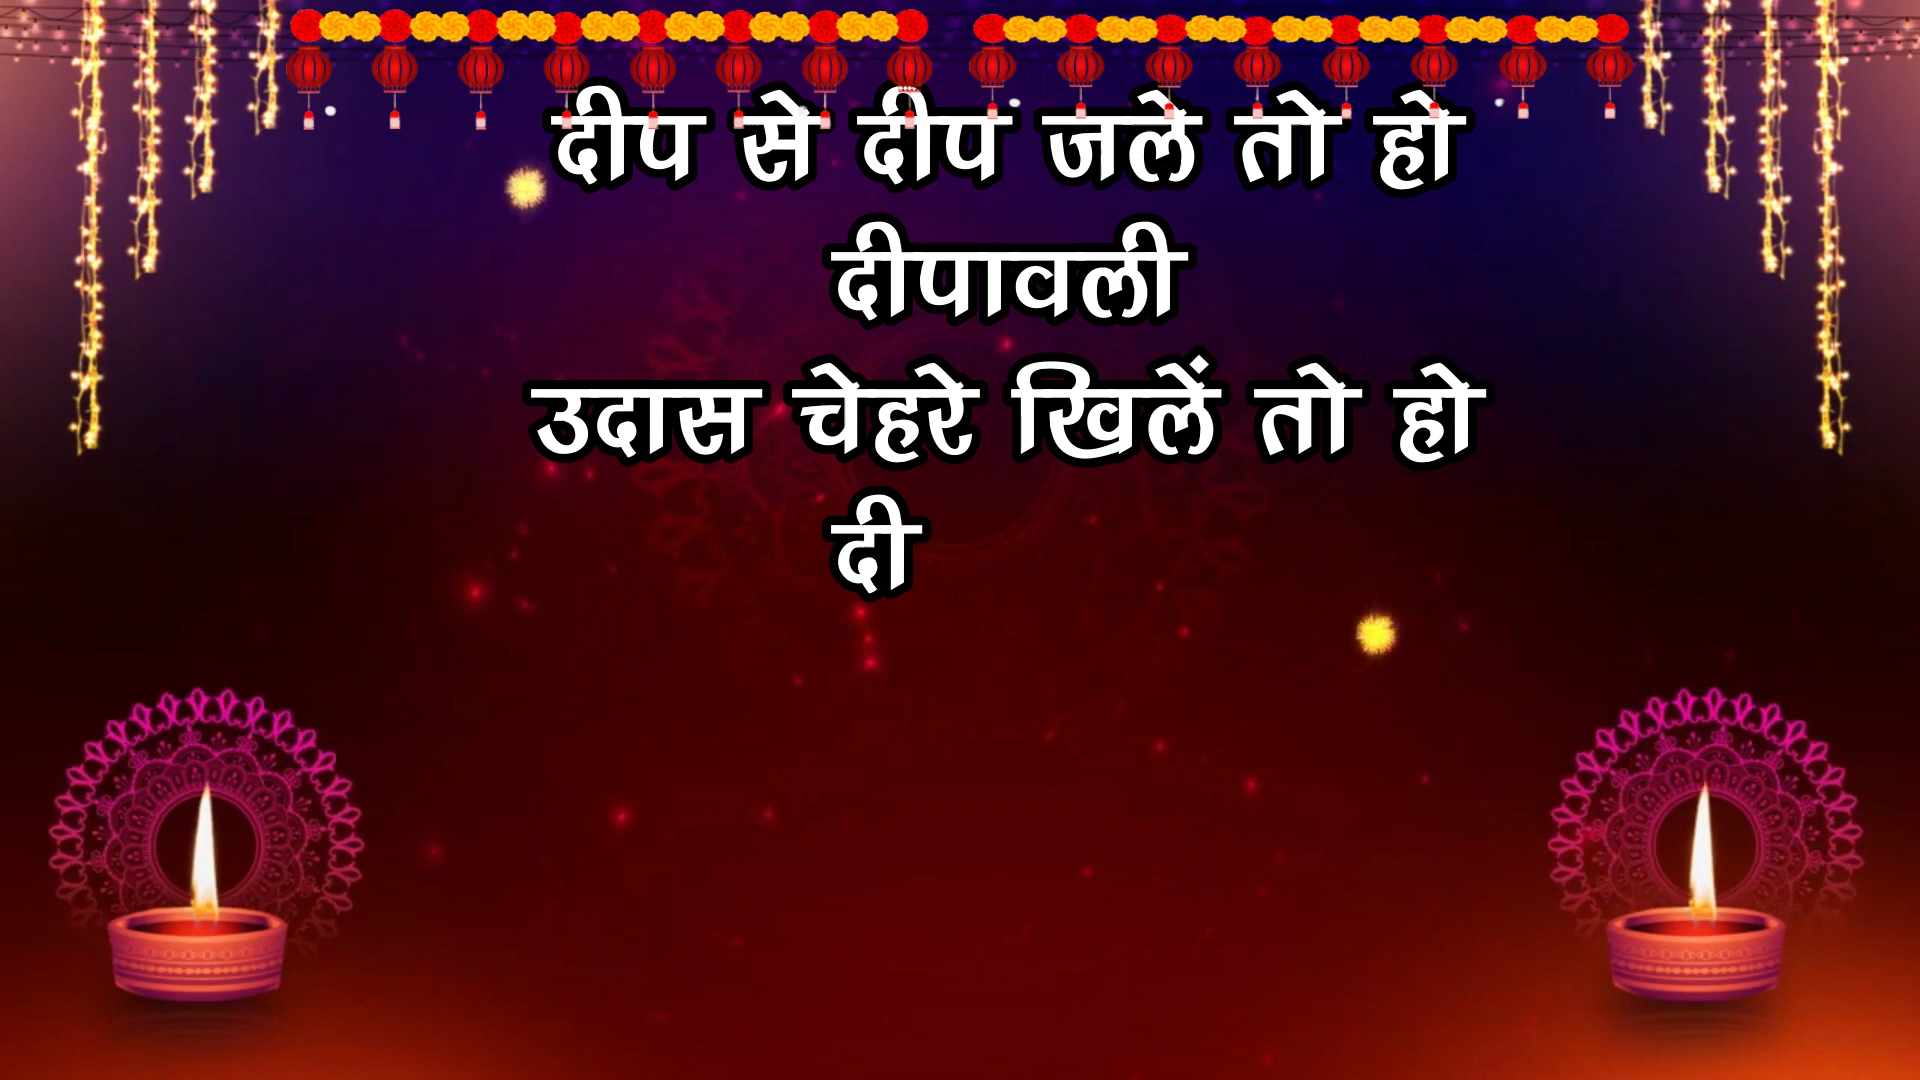 दीप से दीप जले तो हो
दीपावली
उदास चेहरे खिलें तो हो
दी